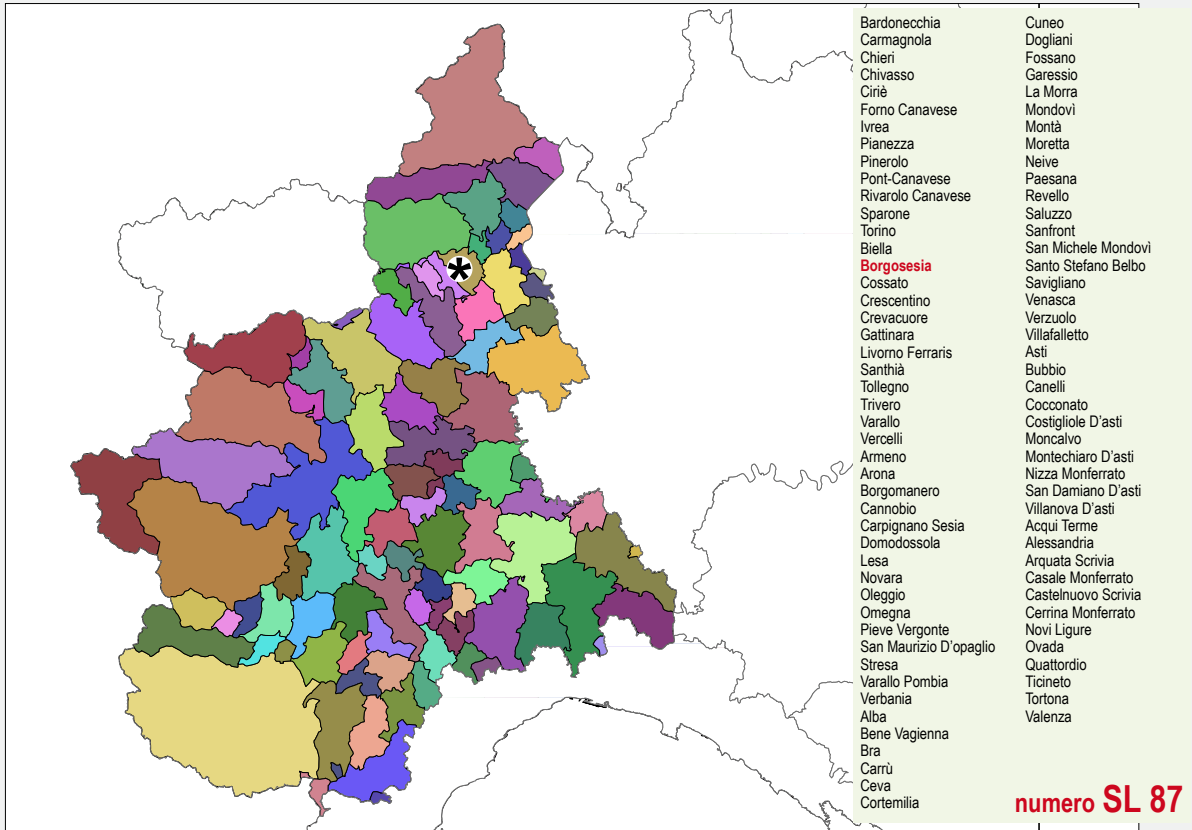 Bardonecchia
Carmagnola
Chieri
Chivasso
Ciriè
Forno Canavese
Ivrea
Pianezza
Pinerolo
Pont-Canavese
Rivarolo Canavese
Sparone
Torino
Biella
Borgosesia
Cossato
Crescentino
Crevacuore
Gattinara
Livorno Ferraris
Santhià
Tollegno
Trivero
Varallo
Vercelli
Armeno
Arona
Borgomanero
Cannobio
Carpignano Sesia
Domodossola
Lesa
Novara
Oleggio
Omegna
Pieve Vergonte
San Maurizio D'opaglio
Stresa
Varallo Pombia
Verbania
Alba
Bene Vagienna
Bra
Carrù
Ceva
Cortemilia
Cuneo
Dogliani
Fossano
Garessio
La Morra
Mondovì
Montà
Moretta
Neive
Paesana
Revello
Saluzzo
Sanfront
San Michele Mondovì
Santo Stefano Belbo
Savigliano
Venasca
Verzuolo
Villafalletto
Asti
Bubbio
Canelli
Cocconato
Costigliole D'asti
Moncalvo
Montechiaro D'asti
Nizza Monferrato
San Damiano D'asti
Villanova D'asti
Acqui Terme
Alessandria
Arquata Scrivia
Casale Monferrato
Castelnuovo Scrivia
Cerrina Monferrato
Novi Ligure
Ovada
Quattordio
Ticineto
Tortona
Valenza
numero SL 87
*